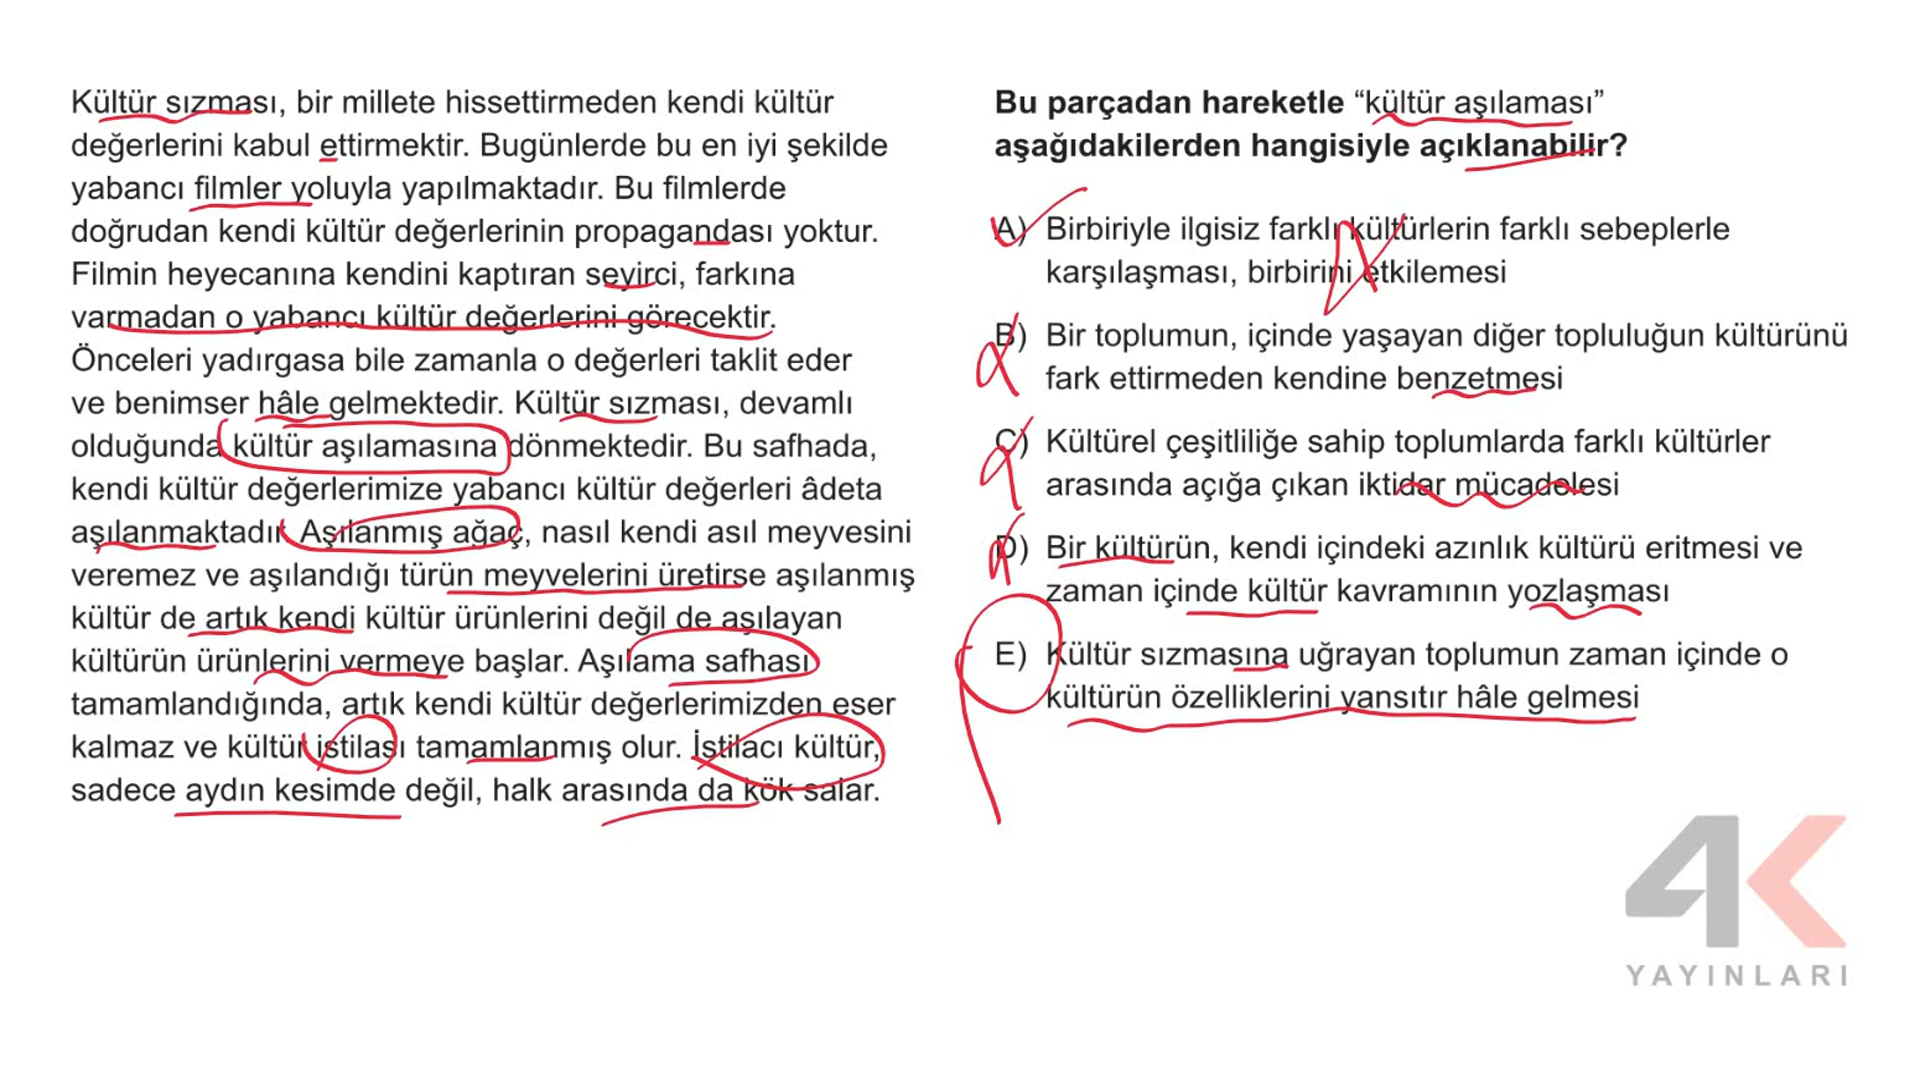 Kültür sızması, bir millete hissettirmeden kendi kültür
değerlerini kabul ettirmektir. Bugünlerde bu en iyi şekilde
yabancı filmler yoluyla yapılmaktadır. Bu filmlerde
doğrudan kendi kültür değerlerinin propagandası yoktur.
Filmin heyecanına kendini kaptıran seyirci, farkına
varmadan o yabancı kültür değerlerini görecektir.
Önceleri yadırgasa bile zamanla o değerleri taklit eder
ve benimser hâle gelmektedir. Kültür sızması, devamlı
olduğunda kültür aşılamasına dönmektedir. Bu safhada,
kendi kültür değerlerimize yabancı kültür değerleri âdeta
aşılanmaktadır. Aşılanmış ağaç, nasıl kendi asıl meyvesini
veremez ve aşılandığı türün meyvelerini üretirse aşılanmış
kültür de artık kendi kültür ürünlerini değil de aşılayan
kültürün ürünlerini vermeye başlar. Aşılama safhası
tamamlandığında, artık kendi kültür değerlerimizden eser
kalmaz ve kültür istilası tamamlanmış olur. İstilacı kültür,
sadece aydın kesimde değil, halk arasında da kök salar.
Bu parçadan hareketle “kültür aşılaması”
aşağıdakilerden hangisiyle açıklanabilir?
A) Birbiriyle ilgisiz farklı kültürlerin farklı sebeplerle
karşılaşması, birbirini etkilemesi
B) Bir toplumun, içinde yaşayan diğer topluluğun kültürünü
fark ettirmeden kendine benzetmesi
C) Kültürel çeşitliliğe sahip toplumlarda farklı kültürler
arasında açığa çıkan iktidar mücadelesi
D) Bir kültürün, kendi içindeki azınlık kültürü eritmesi ve
zaman içinde kültür kavramının yozlaşması
E) Kültür sızmasına uğrayan toplumun zaman içinde o
kültürün özelliklerini yansıtır hâle gelmesi
4K
YAYINLARI